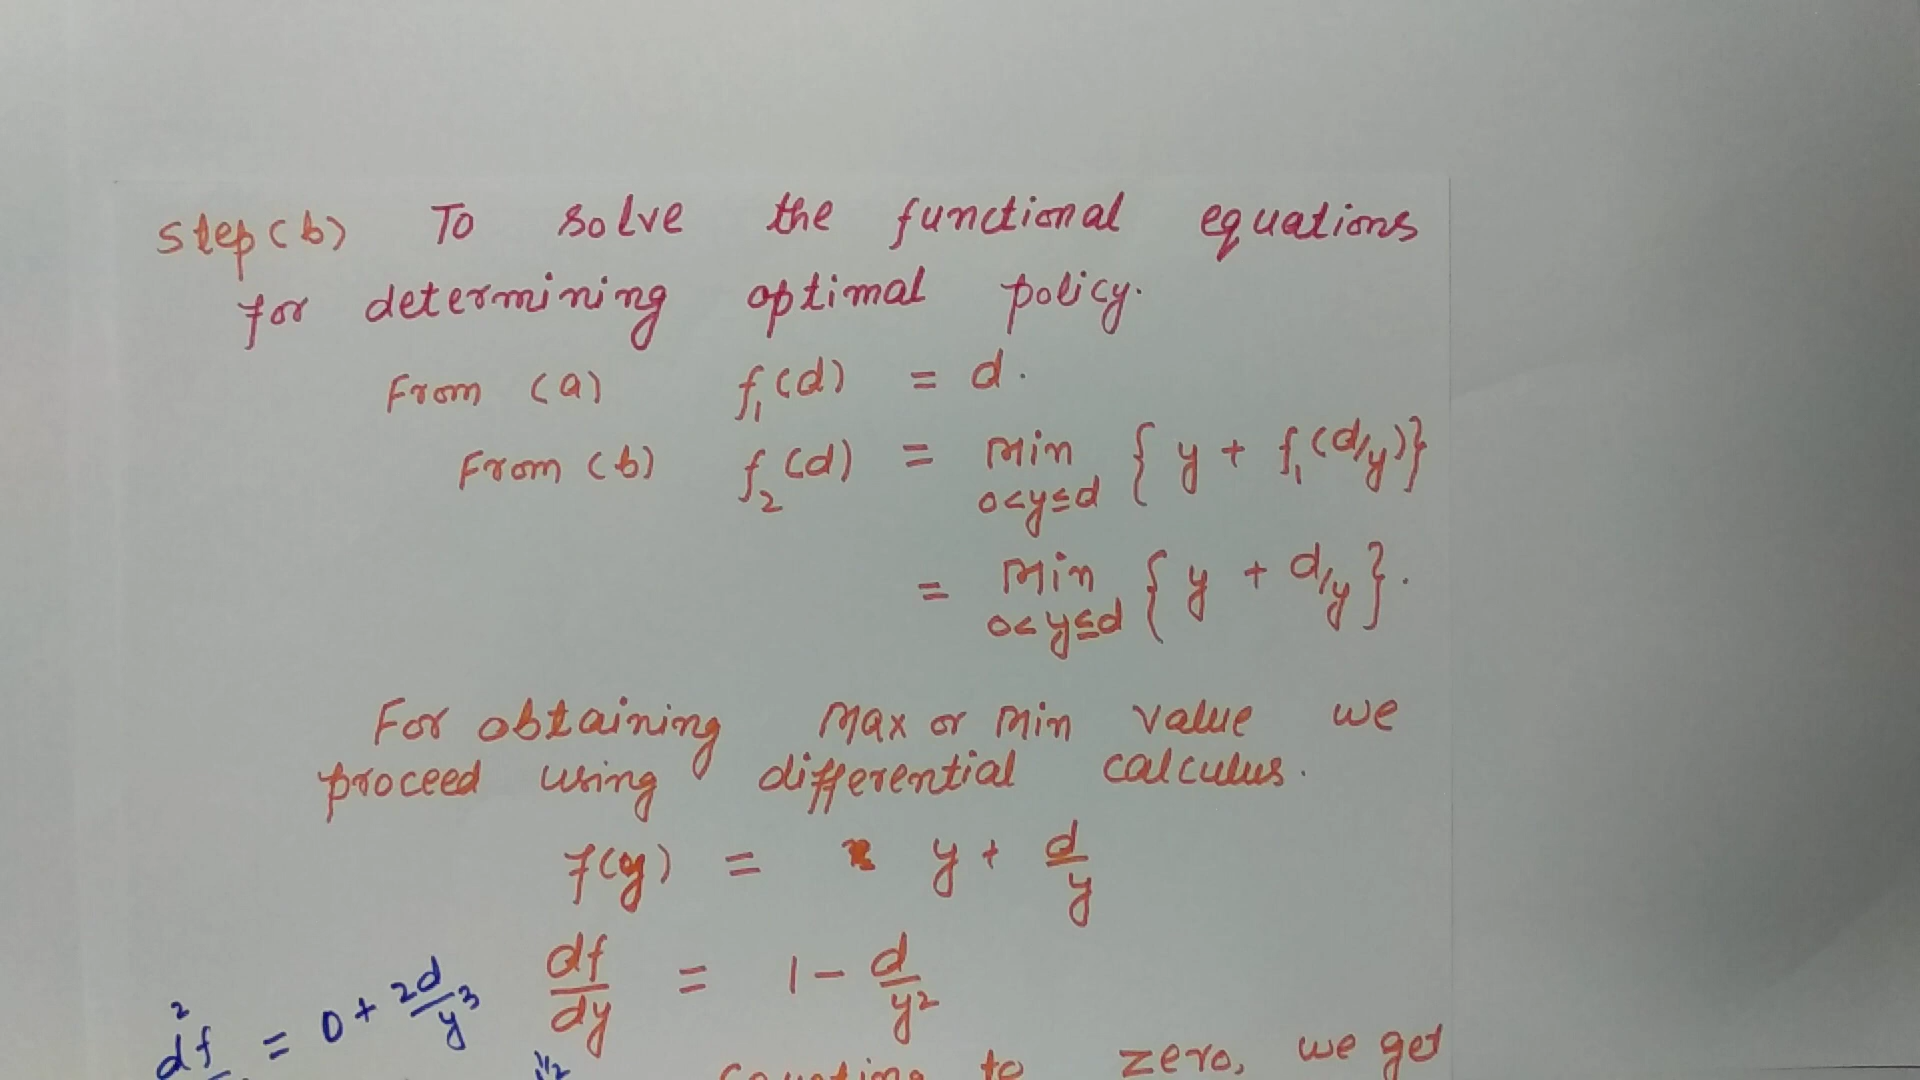 Step (b) To solve the functional equations
for determining optimal policy.
From (a) f₁(d) = d.
From (b) f₂(d) = Min {y + f₁(d/y)}
0<y≤d
= Min {y + d/y}.
0<y≤d
For obtaining Max or Min value we
proceed using differential calculus.
f(y) = y + d/y
df/dy = 1 - d/y²
d²f = 0 + 2d/y³
to zero, we get